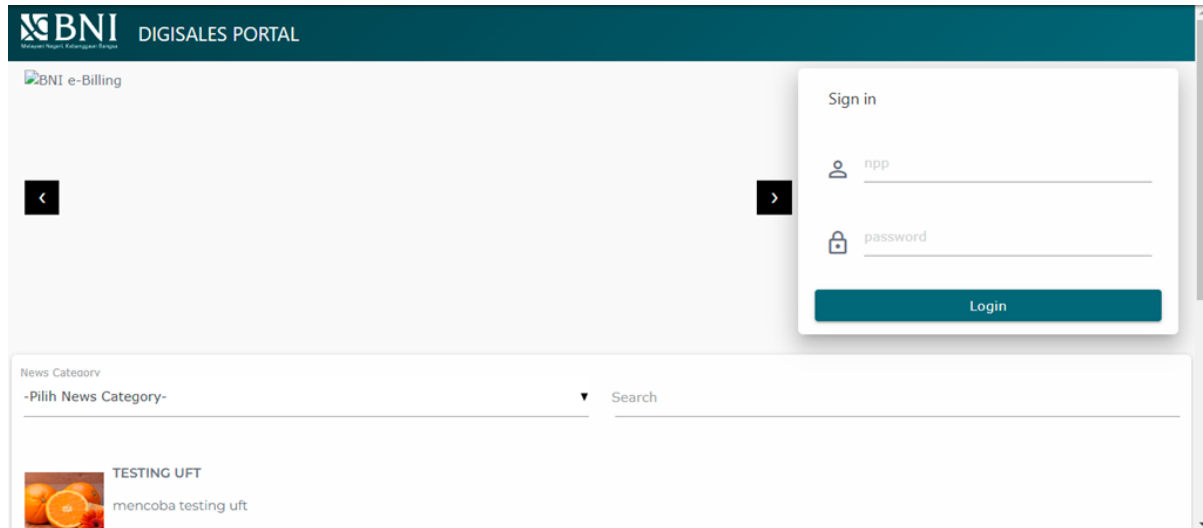 BNI
Melayani Negeri, Kebanggaan Bangsa
DIGISALES PORTAL
BNI e-Billing
Sign in
npp
password
Login
News Category
-Pilih News Category-
Search
TESTING UFT
mencoba testing uft